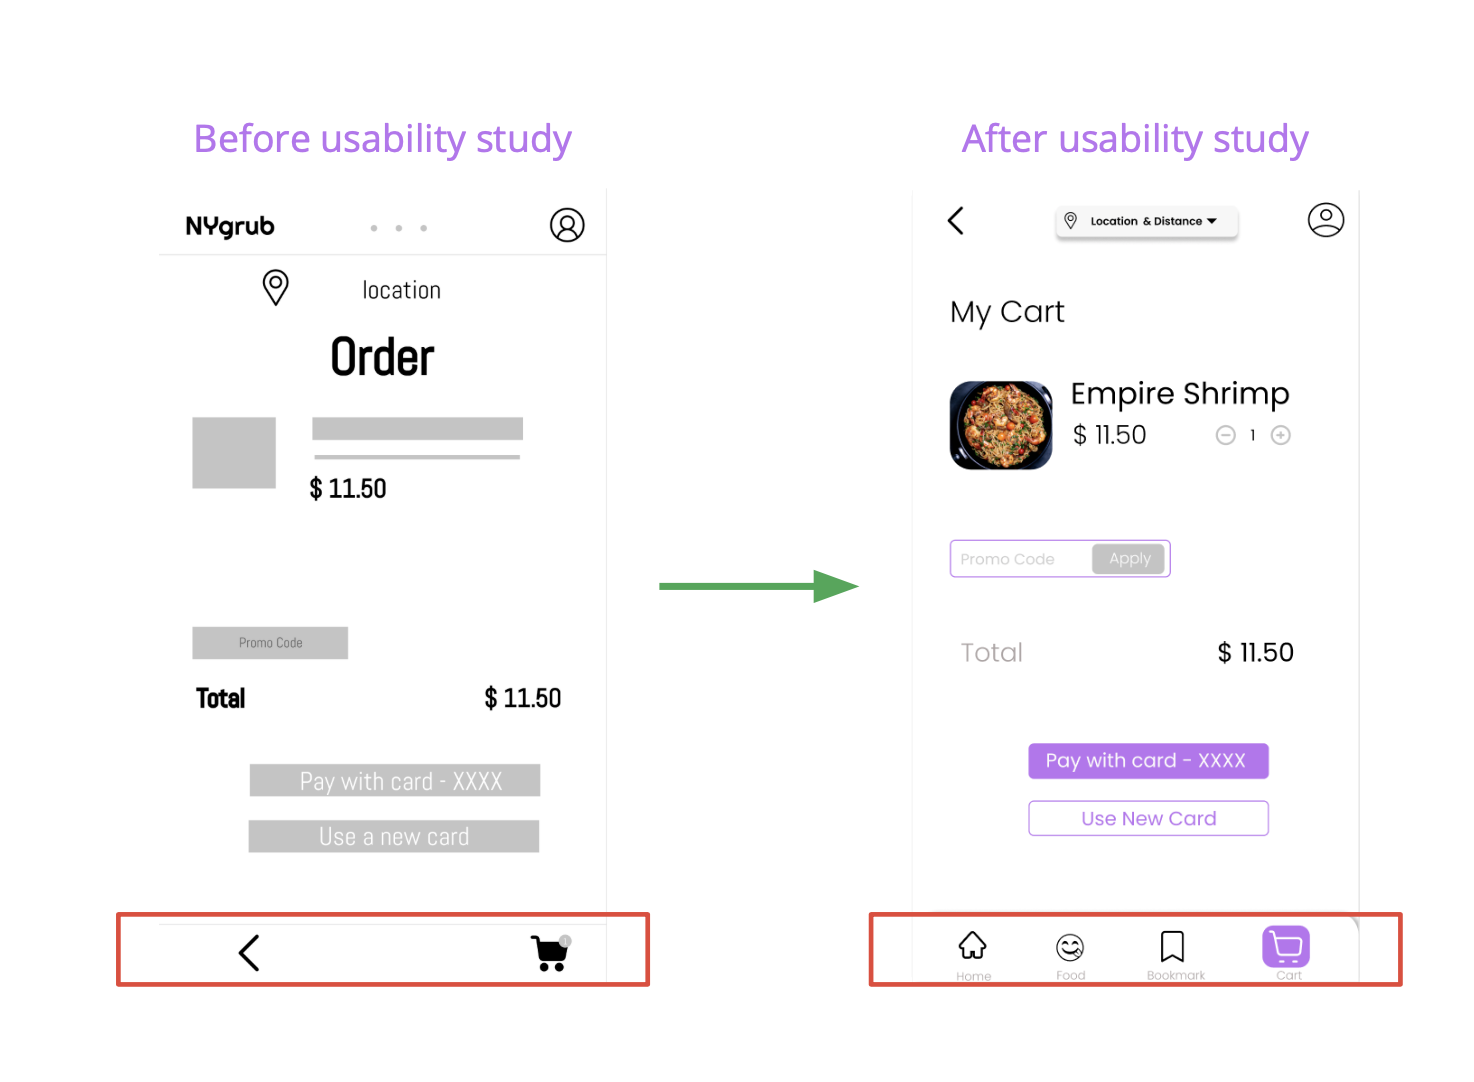 Before usability study
NYgrub
location
Order
$ 11.50
Promo Code
Total $ 11.50
Pay with card - XXXX
Use a new card
After usability study
Location & Distance
My Cart
Empire Shrimp
$ 11.50 1
Promo Code Apply
Total $ 11.50
Pay with card - XXXX
Use New Card
Home Food Bookmark Cart